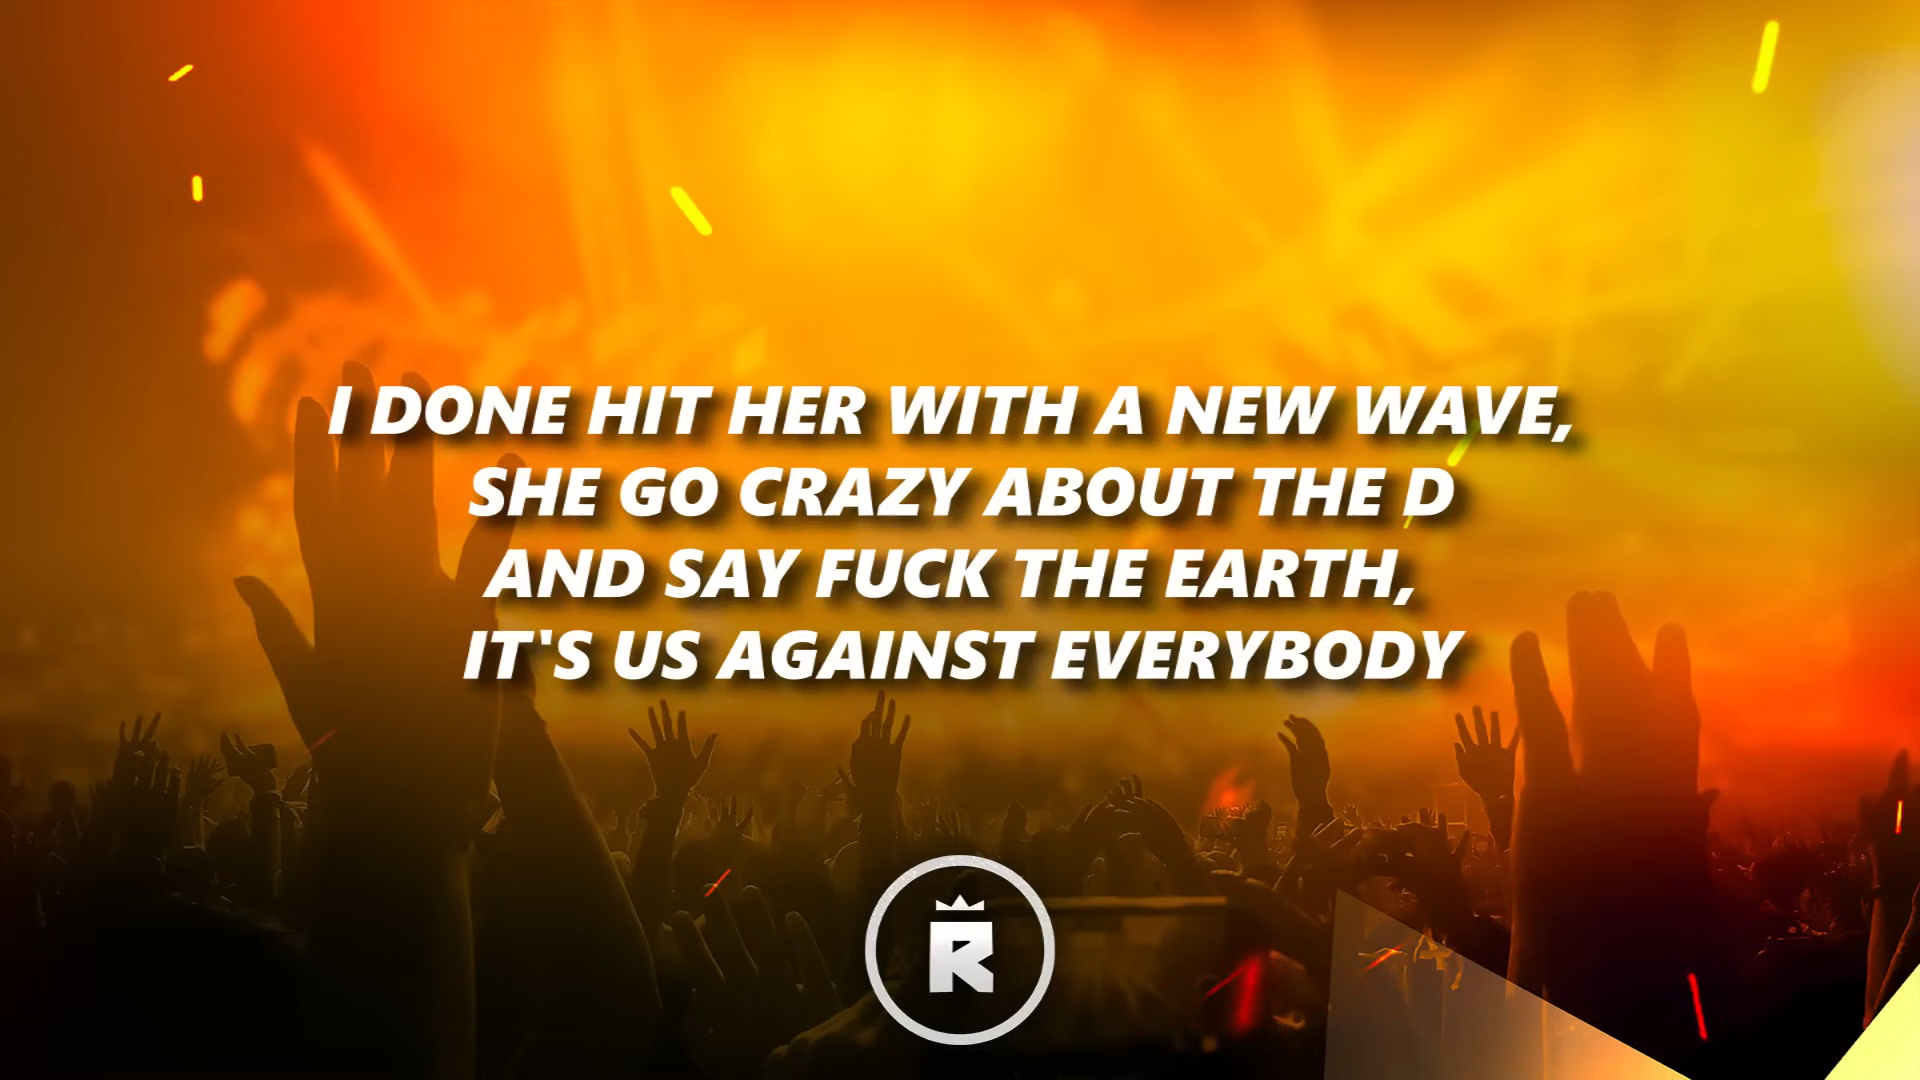 I DONE HIT HER WITH A NEW WAVE,
SHE GO CRAZY ABOUT THE D
AND SAY FUCK THE EARTH,
IT'S US AGAINST EVERYBODY
R